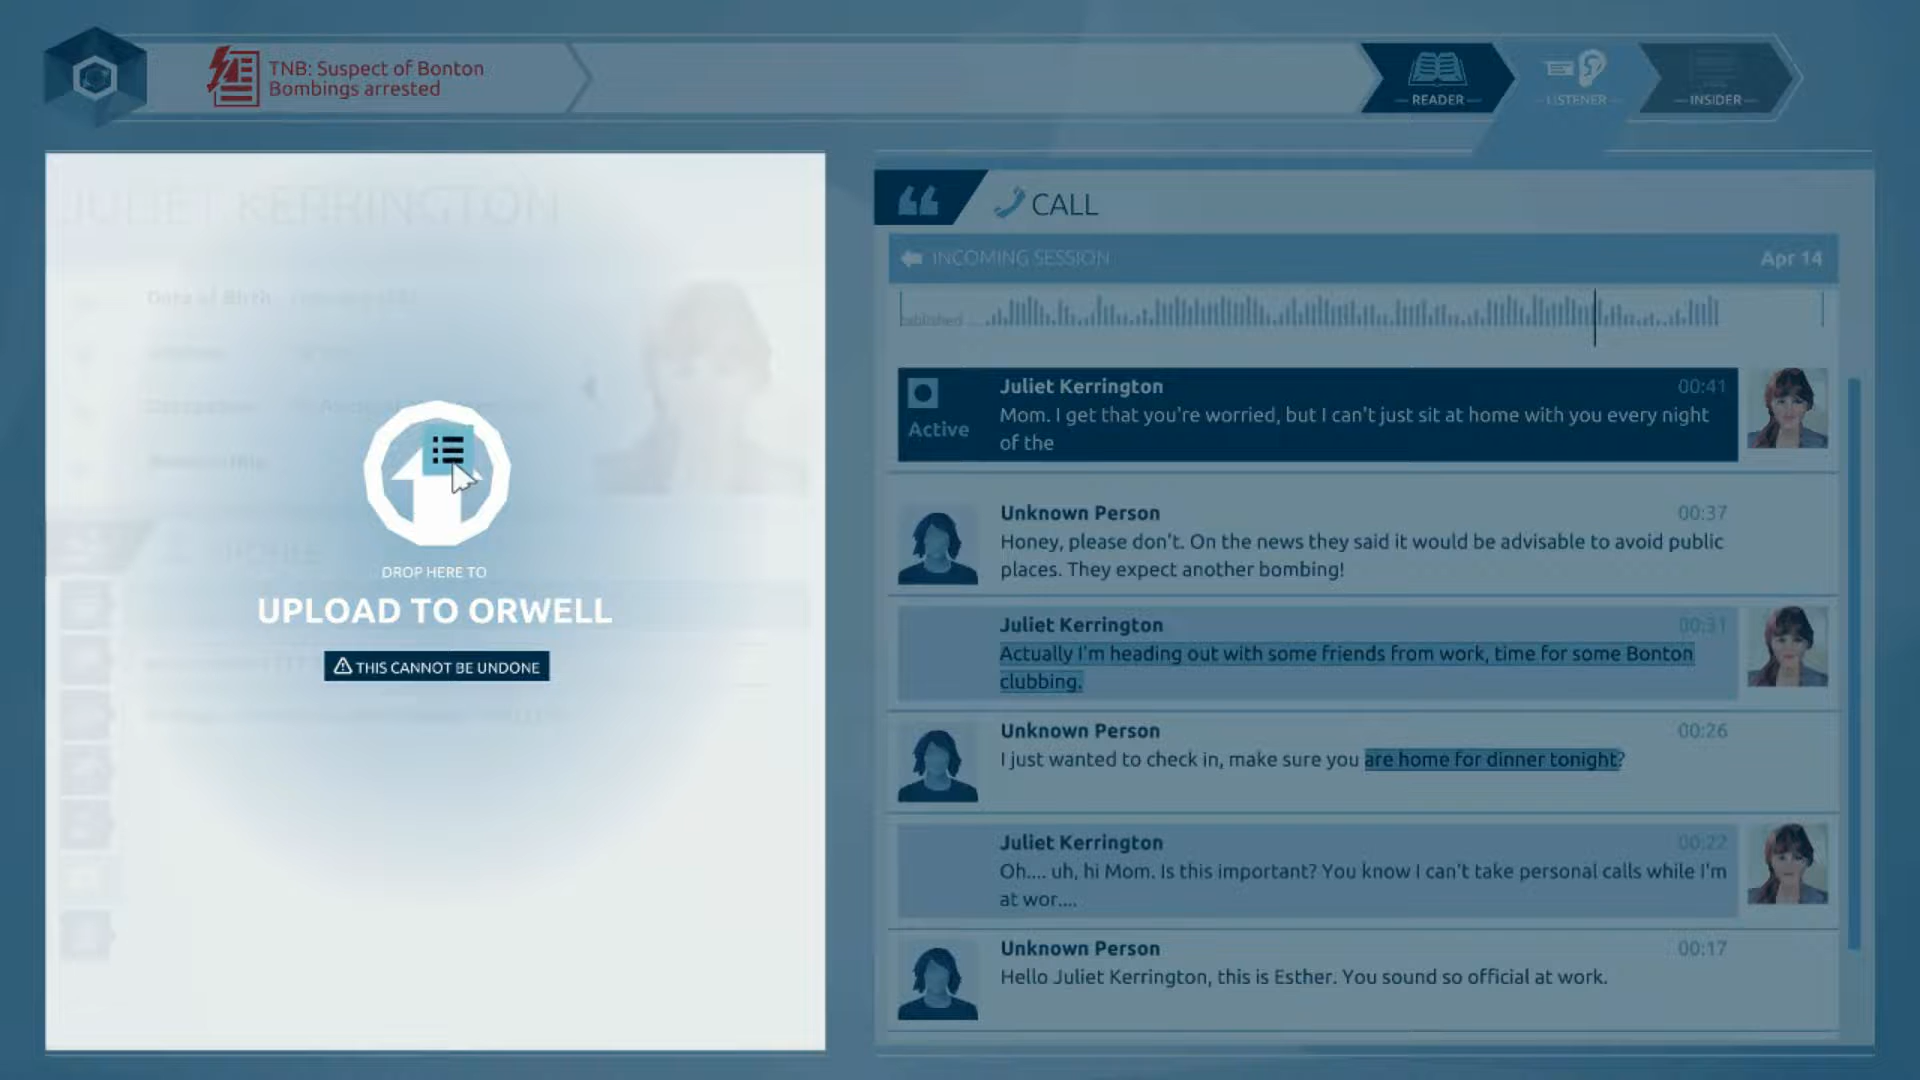 TNB: Suspect of Bonton
Bombings arrested
READER
LISTENER
INSIDER
JULIET KERRINGTON
Date of Birth
DROP HERE TO
UPLOAD TO ORWELL
THIS CANNOT BE UNDONE
CALL
INCOMING SESSION
Apr 14
Active
Juliet Kerrington
00:41
Mom. I get that you're worried, but I can't just sit at home with you every night
of the
Unknown Person
00:37
Honey, please don't. On the news they said it would be advisable to avoid public
places. They expect another bombing!
Juliet Kerrington
00:31
Actually I'm heading out with some friends from work, time for some Bonton
clubbing.
Unknown Person
00:26
I just wanted to check in, make sure you are home for dinner tonight?
Juliet Kerrington
00:22
Oh.... uh, hi Mom. Is this important? You know I can't take personal calls while I'm
at wor....
Unknown Person
00:17
Hello Juliet Kerrington, this is Esther. You sound so official at work.